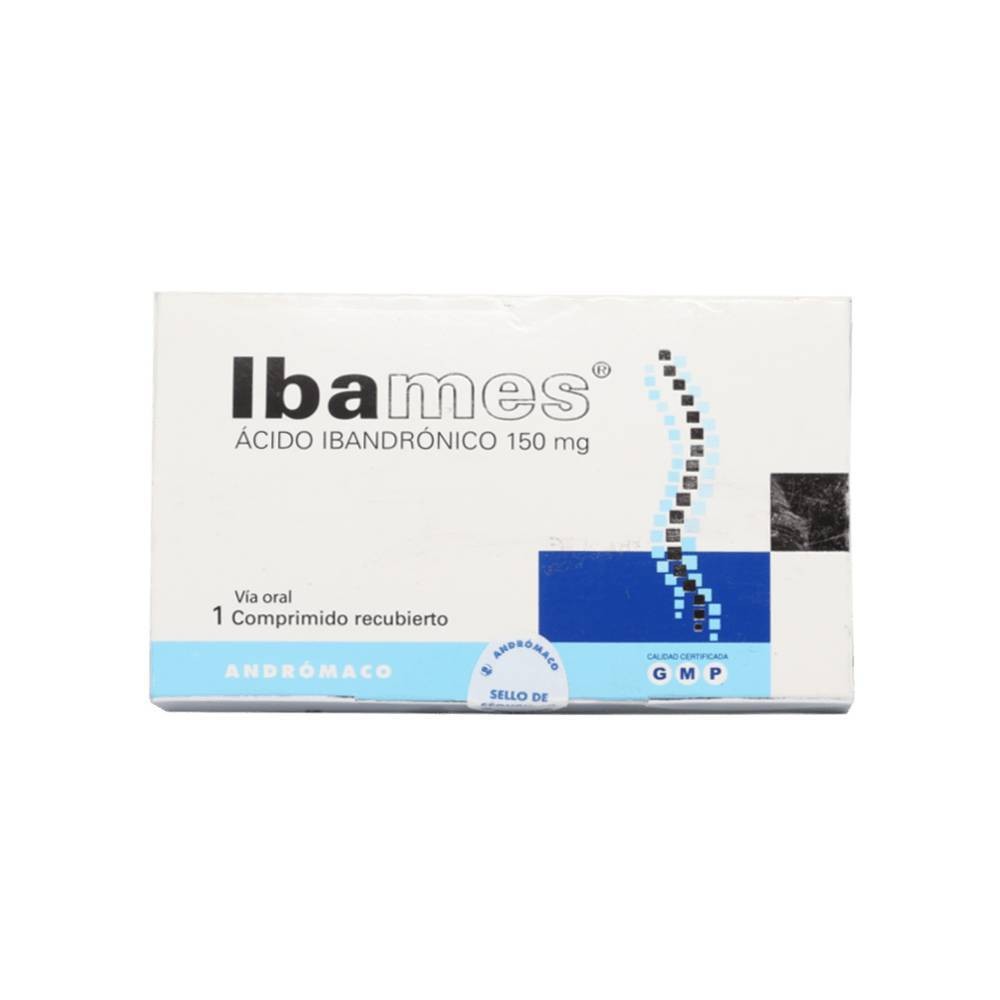 Ibames®
ÁCIDO IBANDRÓNICO 150 mg
Vía oral
1 Comprimido recubierto
ANDRÓMACO
ANDRÓMACO
SELLO DE
CALIDAD CERTIFICADA
G M P